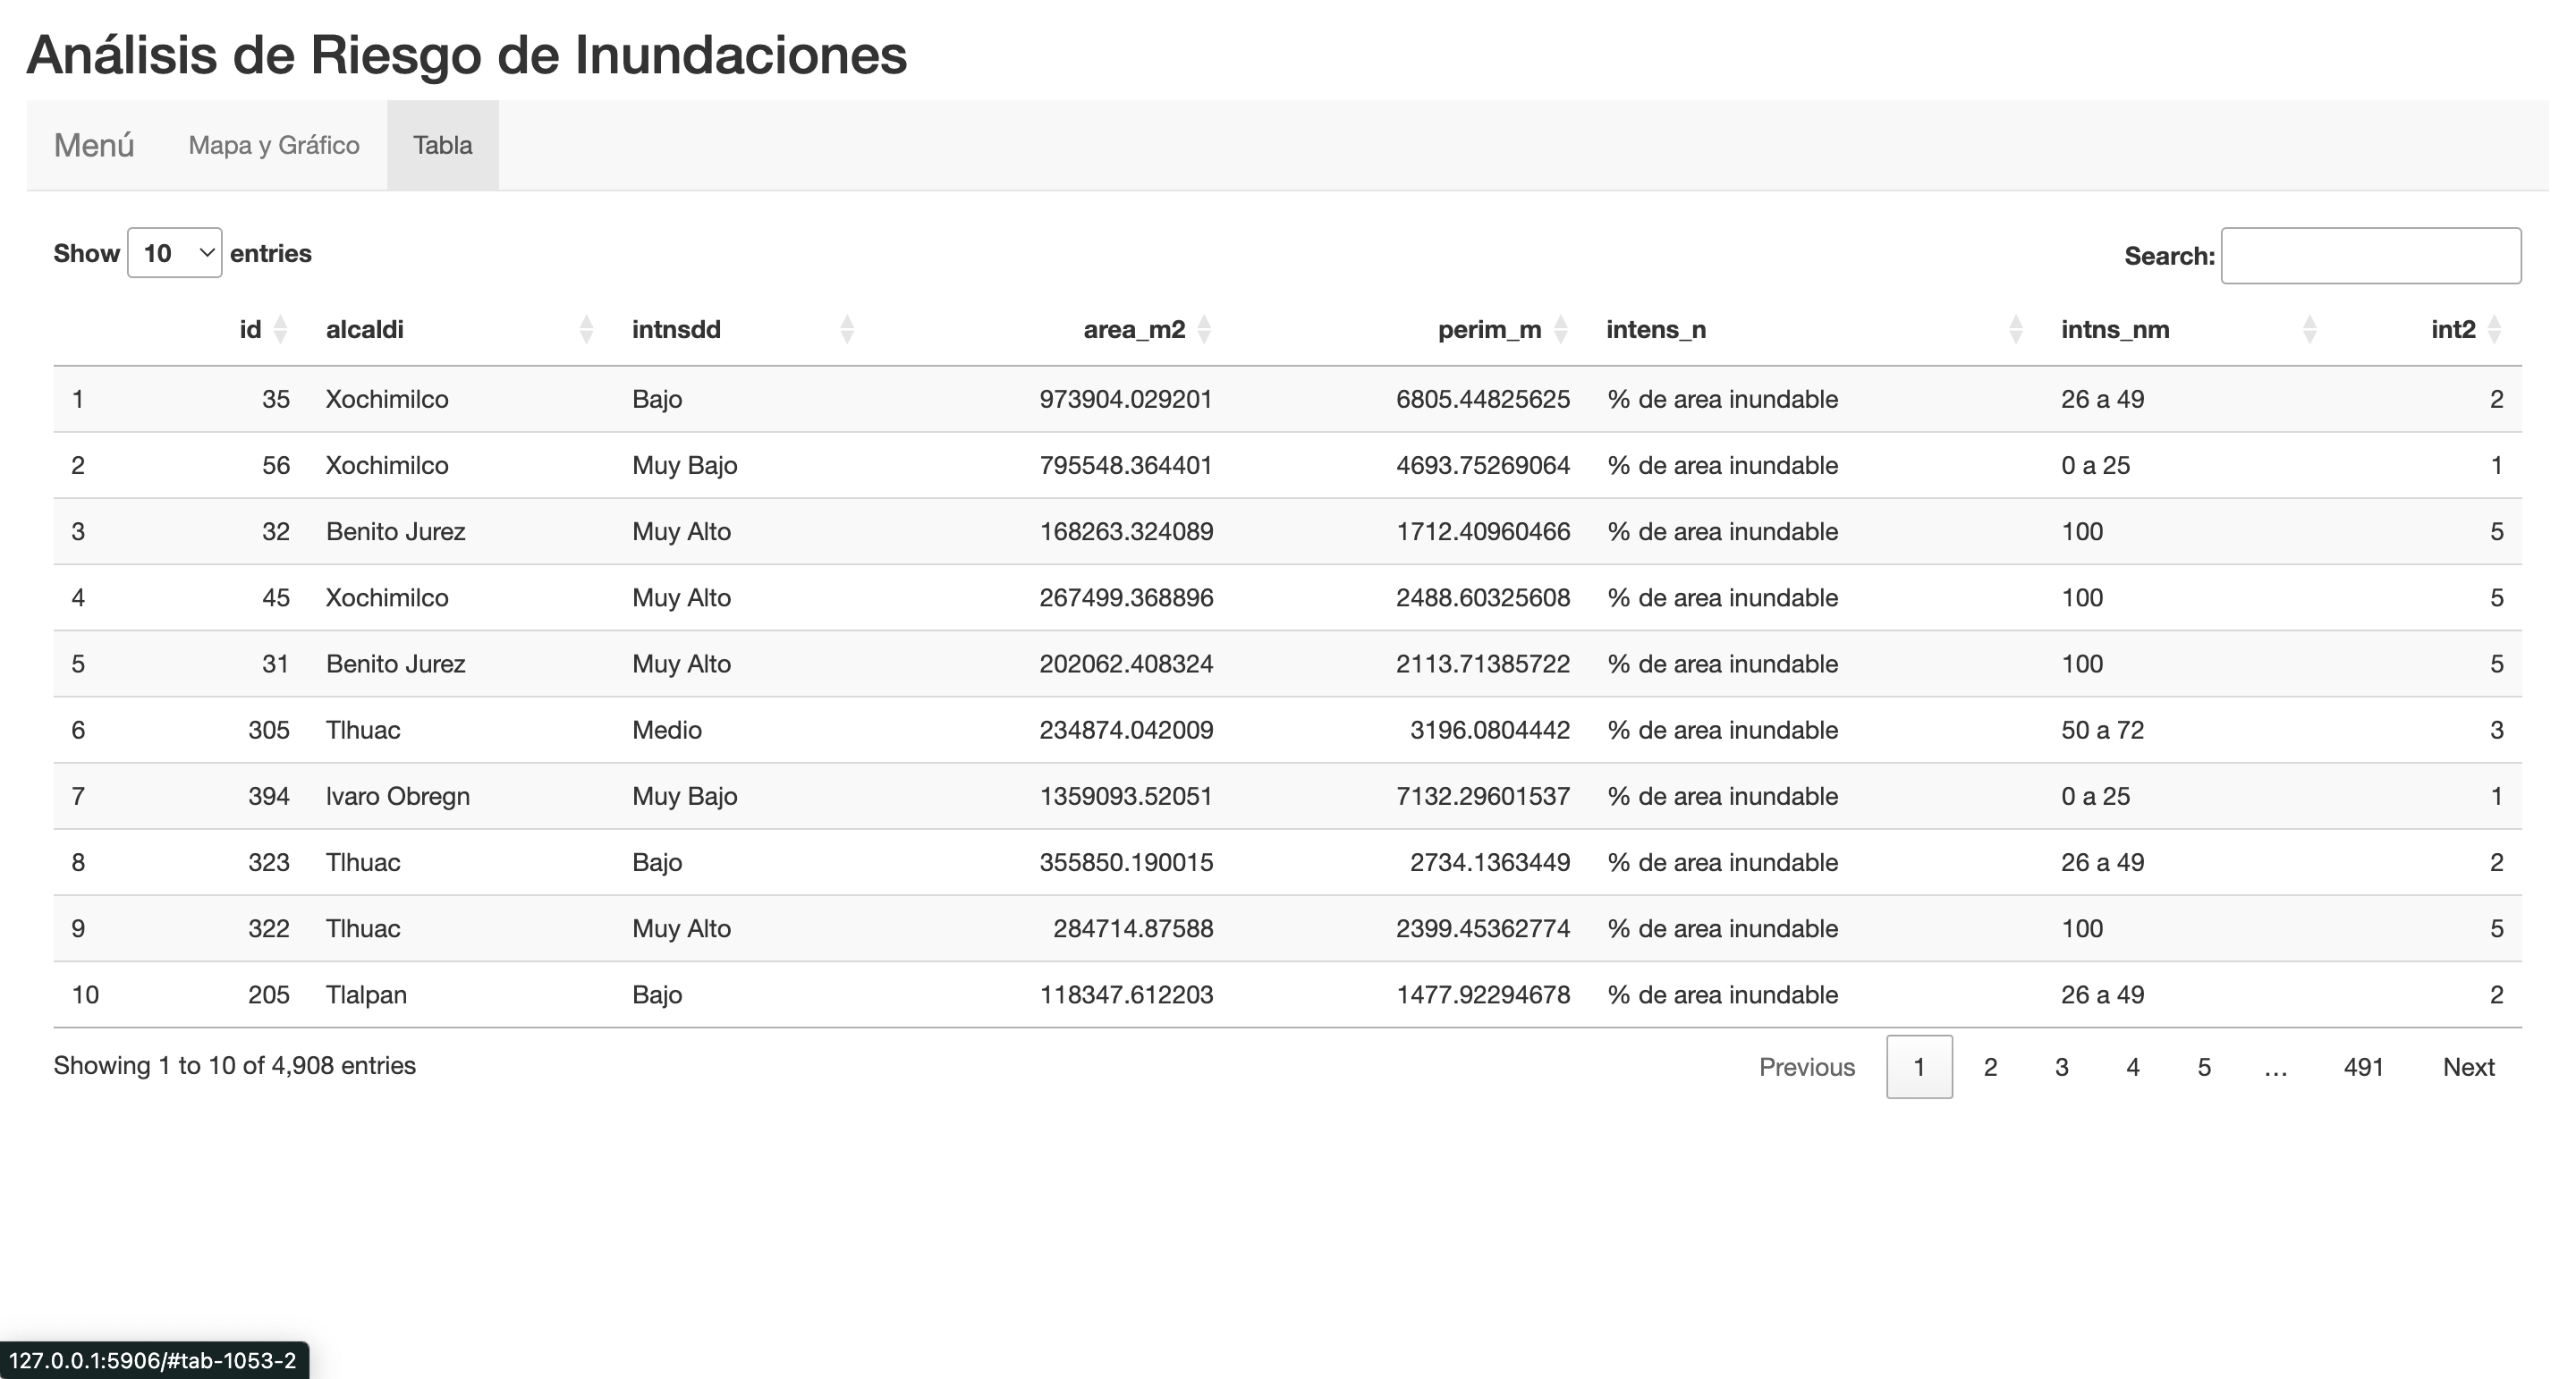 Análisis de Riesgo de Inundaciones
Menú Mapa y Gráfico Tabla
Show 10 entries Search:
id alcaldi intnsdd area_m2 perim_m intens_n intns_nm int2
1 35 Xochimilco Bajo 973904.029201 6805.44825625 % de area inundable 26 a 49 2
2 56 Xochimilco Muy Bajo 795548.364401 4693.75269064 % de area inundable 0 a 25 1
3 32 Benito Jurez Muy Alto 168263.324089 1712.40960466 % de area inundable 100 5
4 45 Xochimilco Muy Alto 267499.368896 2488.60325608 % de area inundable 100 5
5 31 Benito Jurez Muy Alto 202062.408324 2113.71385722 % de area inundable 100 5
6 305 Tlhuac Medio 234874.042009 3196.0804442 % de area inundable 50 a 72 3
7 394 lvaro Obregn Muy Bajo 1359093.52051 7132.29601537 % de area inundable 0 a 25 1
8 323 Tlhuac Bajo 355850.190015 2734.1363449 % de area inundable 26 a 49 2
9 322 Tlhuac Muy Alto 284714.87588 2399.45362774 % de area inundable 100 5
10 205 Tlalpan Bajo 118347.612203 1477.92294678 % de area inundable 26 a 49 2
Showing 1 to 10 of 4,908 entries Previous 1 2 3 4 5 … 491 Next
127.0.0.1:5906/#tab-1053-2